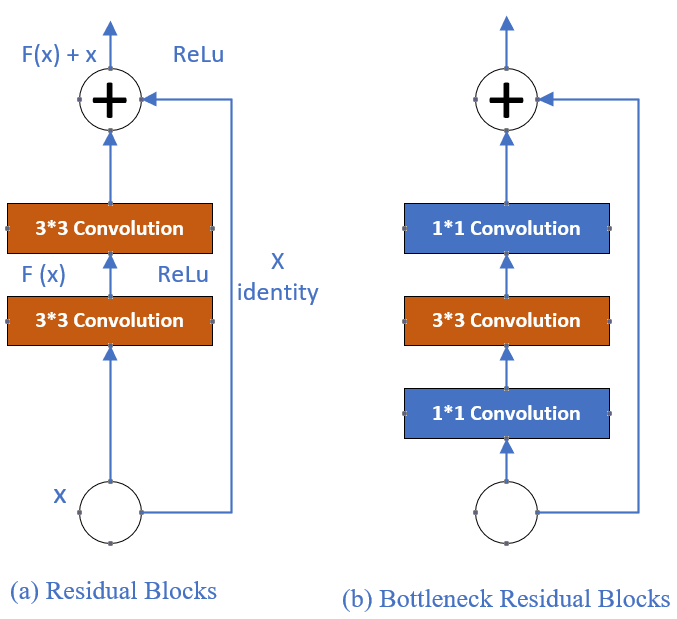 F(x) + x
ReLu
3*3 Convolution
F (x)
ReLu
3*3 Convolution
X
identity
x
(a) Residual Blocks
1*1 Convolution
3*3 Convolution
1*1 Convolution
(b) Bottleneck Residual Blocks